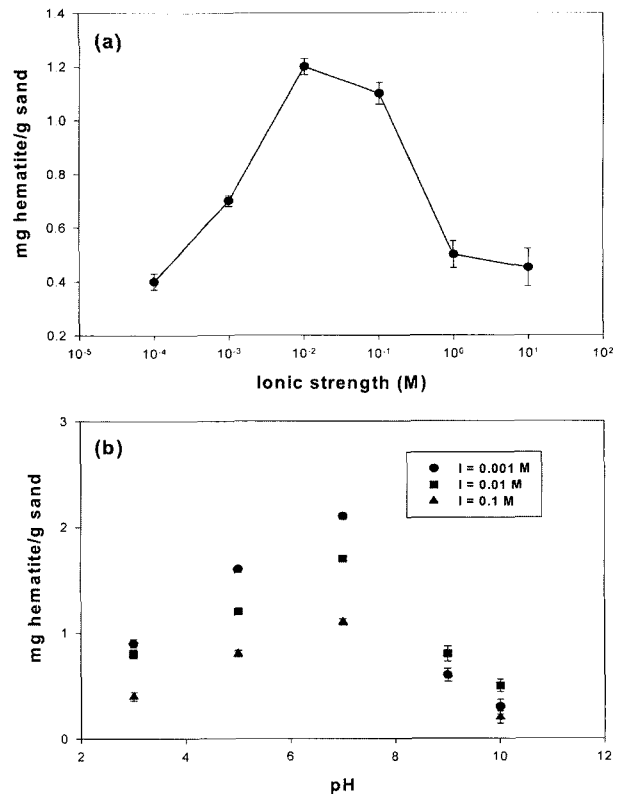 (a)
mg hematite/g sand
1.4
1.2
1.0
0.8
0.6
0.4
0.2
10-5 10-4 10-3 10-2 10-1 100 101 102
Ionic strength (M)
(b)
mg hematite/g sand
3
2
1
0
I = 0.001 M
I = 0.01 M
I = 0.1 M
2 4 6 8 10 12
pH